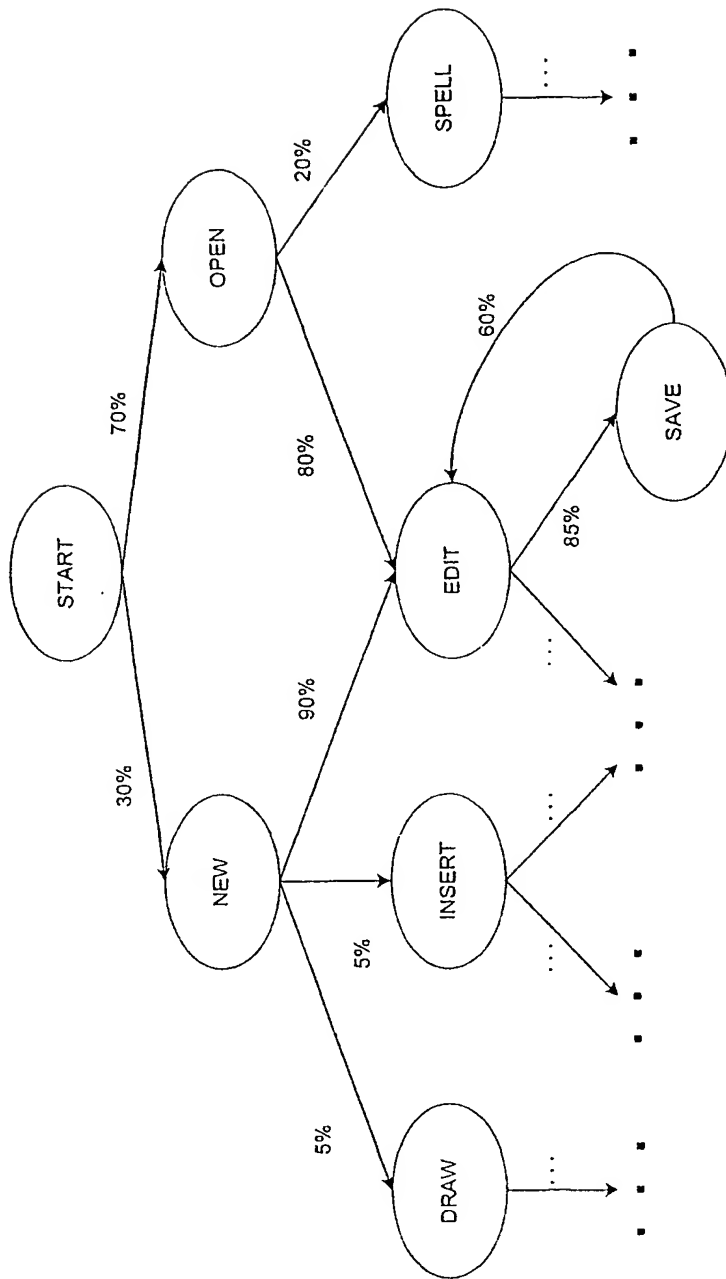 START
30%
70%
NEW
OPEN
5%
5%
90%
80%
20%
DRAW
INSERT
EDIT
SPELL
60%
85%
....
....
....
....
....
SAVE